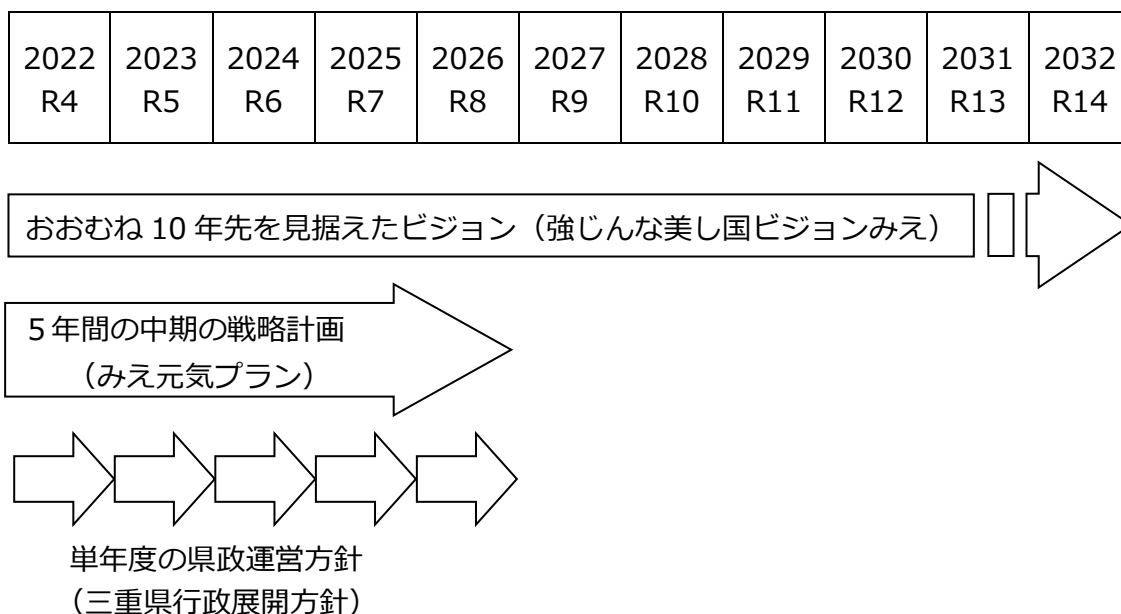 2022 2023 2024 2025 2026 2027 2028 2029 2030 2031 2032
R4 R5 R6 R7 R8 R9 R10 R11 R12 R13 R14
おおむね 10 年先を見据えたビジョン（強じんな美し国ビジョンみえ）
５年間の中期の戦略計画
（みえ元気プラン）
単年度の県政運営方針
（三重県行政展開方針）